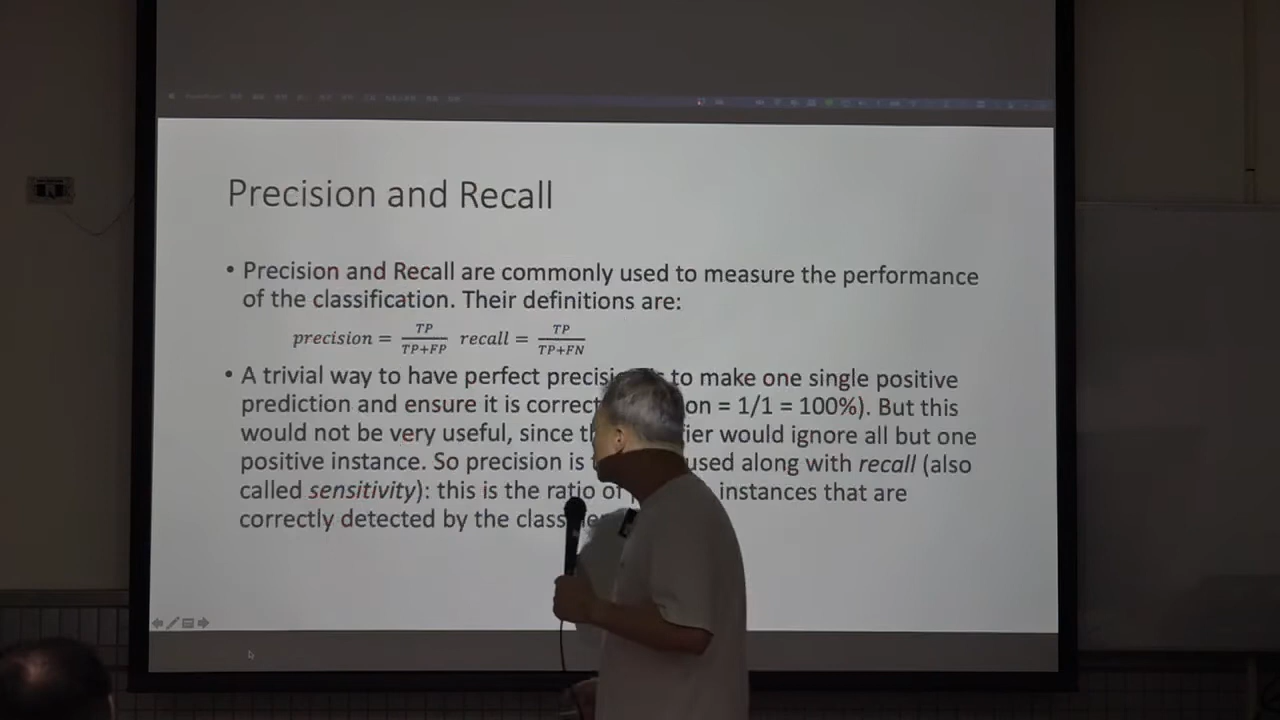 Precision and Recall
• Precision and Recall are commonly used to measure the performance
of the classification. Their definitions are:
precision = TP/TP+FP recall = TP/TP+FN
• A trivial way to have perfect precisi to make one single positive
prediction and ensure it is correct on = 1/1 = 100%). But this
would not be very useful, since th ier would ignore all but one
positive instance. So precision is used along with recall (also
called sensitivity): this is the ratio of instances that are
correctly detected by the class